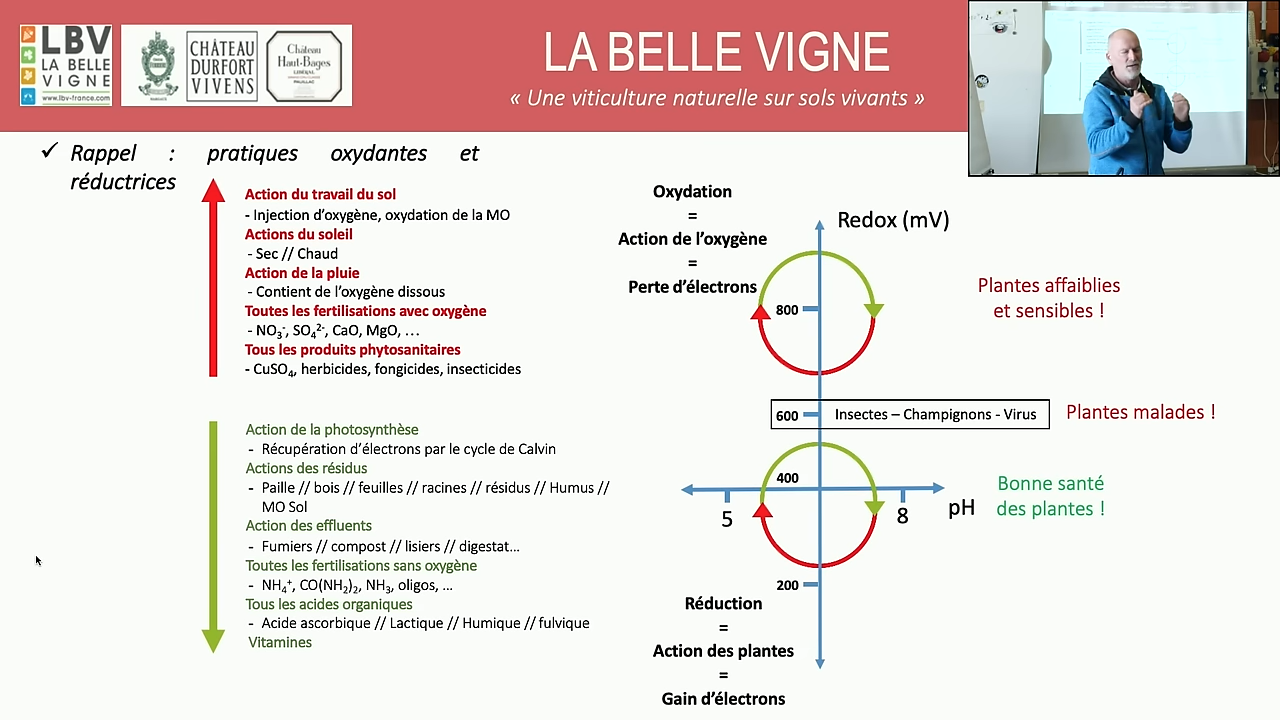 LBV
LA BELLE
VIGNE
www.lbv-france.com
CHÂTEAU
DURFORT
VIVENS
Château
Haut-Bages
LIBÉRAL
PAUILLAC
LA BELLE VIGNE
« Une viticulture naturelle sur sols vivants »
✓ Rappel : pratiques oxydantes et
réductrices
Action du travail du sol
- Injection d'oxygène, oxydation de la MO
Actions du soleil
- Sec // Chaud
Action de la pluie
- Contient de l'oxygène dissous
Toutes les fertilisations avec oxygène
- NO₃⁻, SO₄²⁻, CaO, MgO, …
Tous les produits phytosanitaires
- CuSO₄, herbicides, fongicides, insecticides
Action de la photosynthèse
- Récupération d'électrons par le cycle de Calvin
Actions des résidus
- Paille // bois // feuilles // racines // résidus // Humus //
MO Sol
Action des effluents
- Fumiers // compost // lisiers // digestat…
Toutes les fertilisations sans oxygène
- NH₄⁺, CO(NH₂)₂, NH₃, oligos, …
Tous les acides organiques
- Acide ascorbique // Lactique // Humique // fulvique
Vitamines
Oxydation
=
Action de l'oxygène
=
Perte d'électrons
Redox (mV)
800
Plantes affaiblies
et sensibles !
600
Insectes – Champignons - Virus
Plantes malades !
400
5
8
pH
Bonne santé
des plantes !
200
Réduction
=
Action des plantes
=
Gain d'électrons